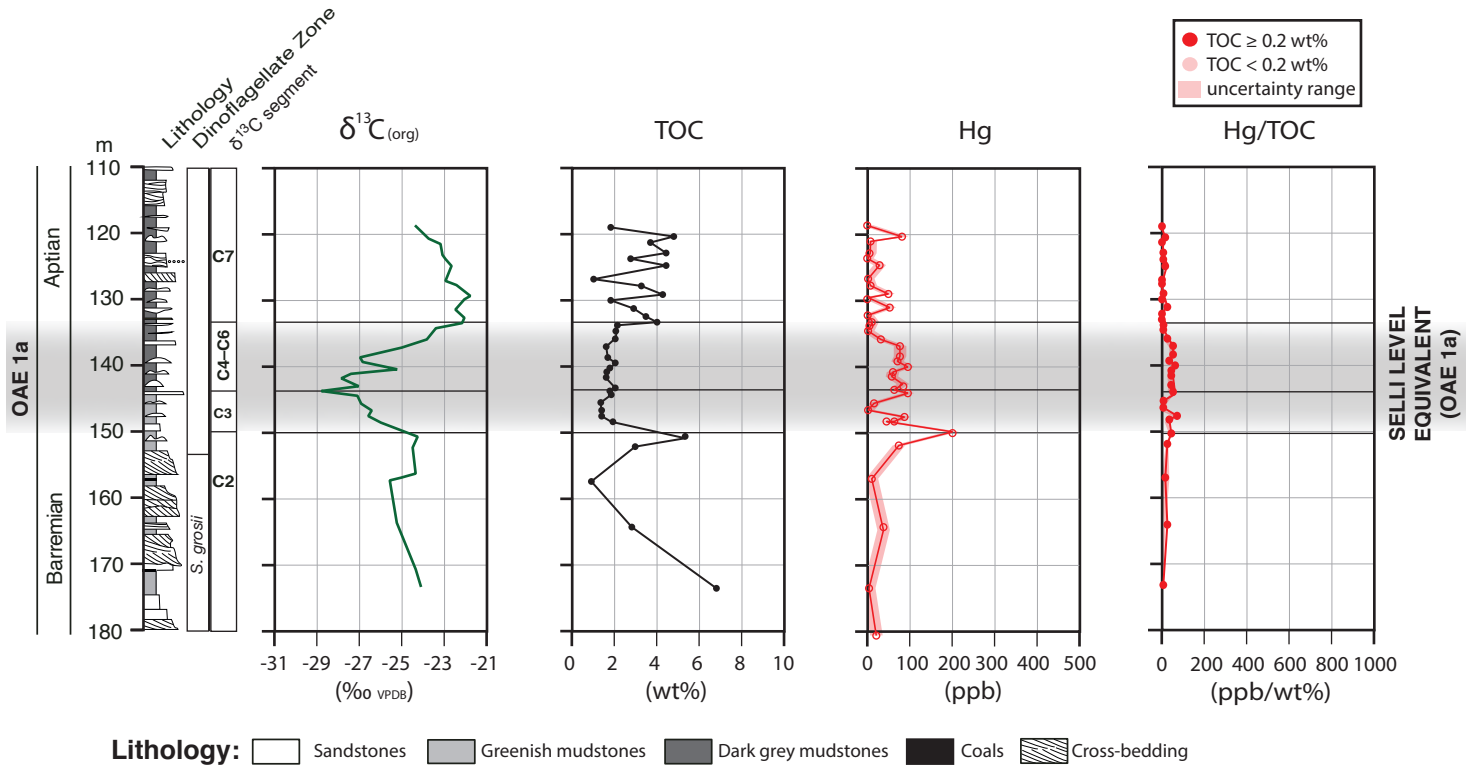 Lithology
Dinoflagellate Zone
δ¹³C segment
TOC ≥ 0.2 wt%
TOC < 0.2 wt%
uncertainty range
m
δ¹³C (org)
TOC
Hg
Hg/TOC
110
120
130
140
150
160
170
180
Aptian
Barremian
OAE 1a
S. grosii
C7
C4–C6
C3
C2
SELLI LEVEL
EQUIVALENT
(OAE 1a)
-31 -29 -27 -25 -23 -21
(‰ VPDB)
0 2 4 6 8 10
(wt%)
0 100 200 300 400 500
(ppb)
0 200 400 600 800 1000
(ppb/wt%)
Lithology: Sandstones Greenish mudstones Dark grey mudstones Coals Cross-bedding